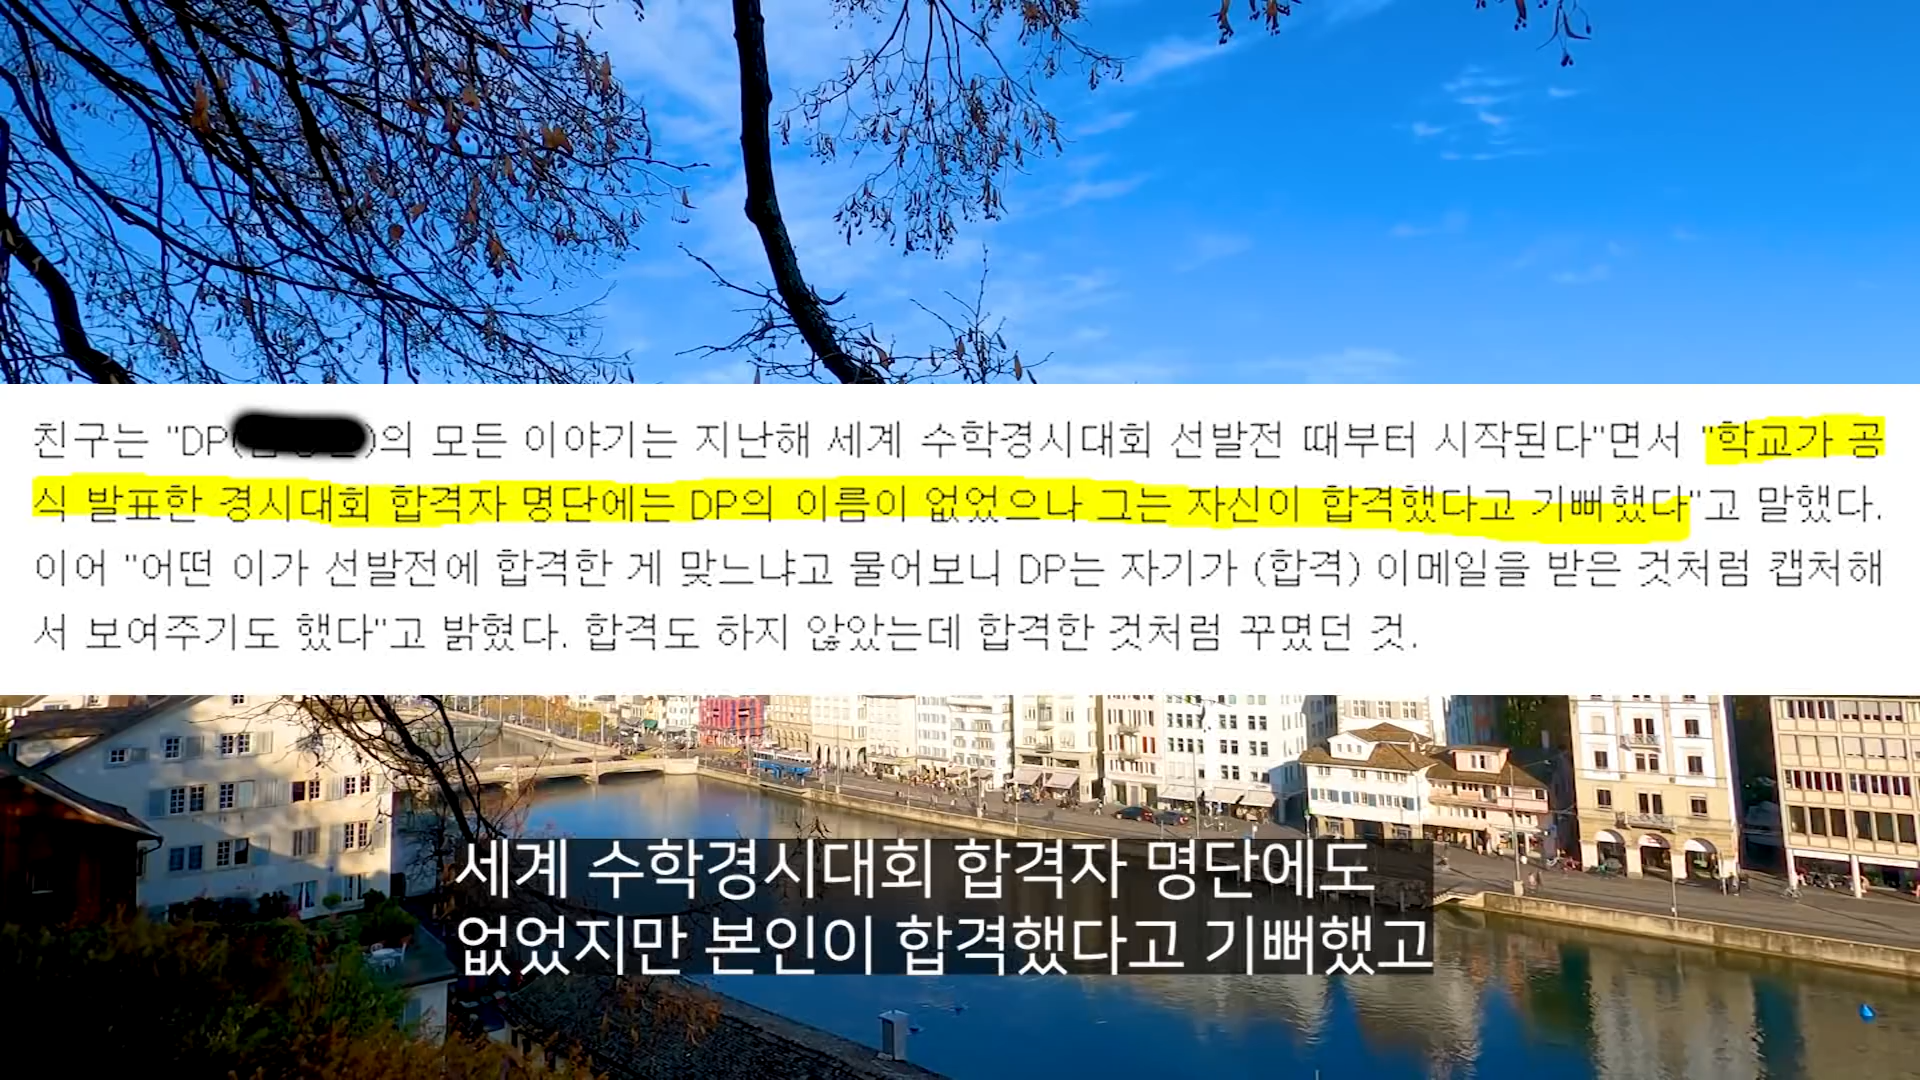 친구는 "DP( )의 모든 이야기는 지난해 세계 수학경시대회 선발전 때부터 시작된다"면서 "학교가 공
식 발표한 경시대회 합격자 명단에는 DP의 이름이 없었으나 그는 자신이 합격했다고 기뻐했다"고 말했다.
이어 "어떤 이가 선발전에 합격한 게 맞느냐고 물어보니 DP는 자기가 (합격) 이메일을 받은 것처럼 캡처해
서 보여주기도 했다"고 밝혔다. 합격도 하지 않았는데 합격한 것처럼 꾸몄던 것.
세계 수학경시대회 합격자 명단에도
없었지만 본인이 합격했다고 기뻐했고